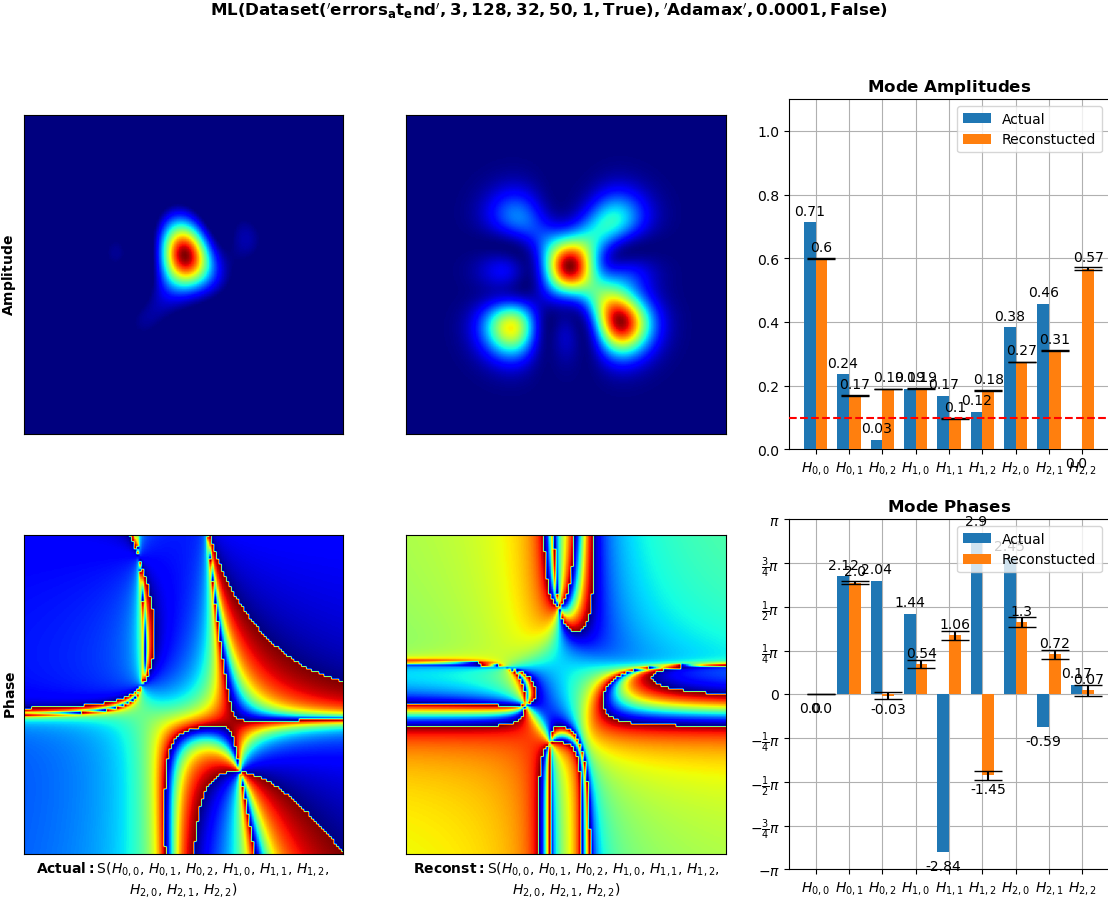 ML(Dataset('errors_at_end', 3, 128, 32, 50, 1, True), 'Adamax', 0.0001, False)
Amplitude
Mode Amplitudes
Actual
Reconstucted
1.0
0.8
0.6
0.4
0.2
0.0
0.71
0.6
0.24
0.17
0.03
0.19
0.19
0.19
0.17
0.1
0.12
0.18
0.38
0.27
0.46
0.31
0.0
0.57
H0,0 H0,1 H0,2 H1,0 H1,1 H1,2 H2,0 H2,1 H2,2
Phase
Mode Phases
Actual
Reconstucted
π
3/4π
1/2π
1/4π
0
−1/4π
−1/2π
−3/4π
−π
0.0
0.0
2.12
2.0
2.04
-0.03
1.44
0.54
-2.84
1.06
2.9
-1.45
2.45
1.3
-0.59
0.72
0.17
0.07
H0,0 H0,1 H0,2 H1,0 H1,1 H1,2 H2,0 H2,1 H2,2
Actual: S(H0,0, H0,1, H0,2, H1,0, H1,1, H1,2,
H2,0, H2,1, H2,2)
Reconst: S(H0,0, H0,1, H0,2, H1,0, H1,1, H1,2,
H2,0, H2,1, H2,2)